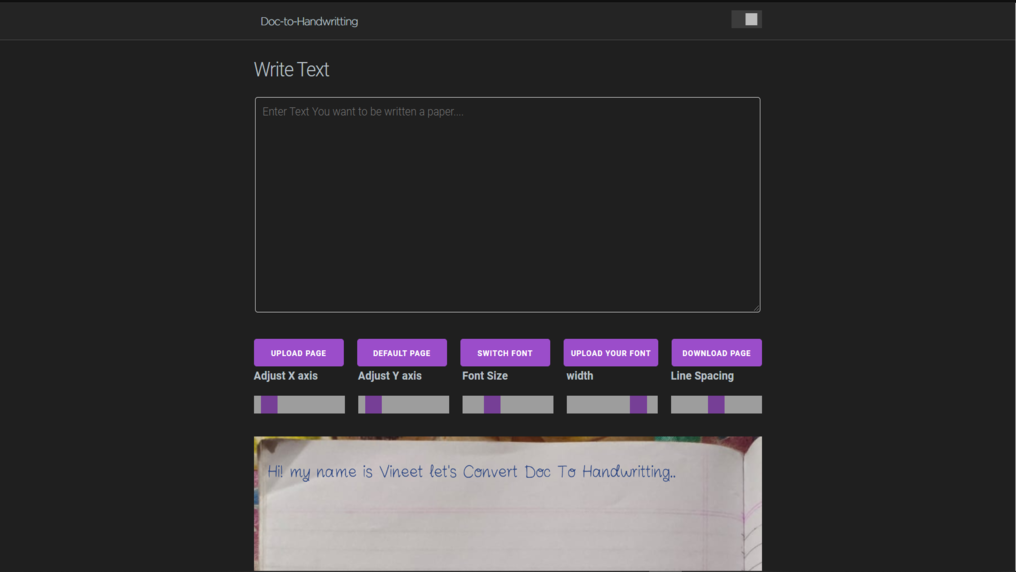 Doc-to-Handwritting
Write Text
Enter Text You want to be written a paper....
UPLOAD PAGE DEFAULT PAGE SWITCH FONT UPLOAD YOUR FONT DOWNLOAD PAGE
Adjust X axis Adjust Y axis Font Size width Line Spacing
Hi! my name is Vineet let's Convert Doc To Handwritting..